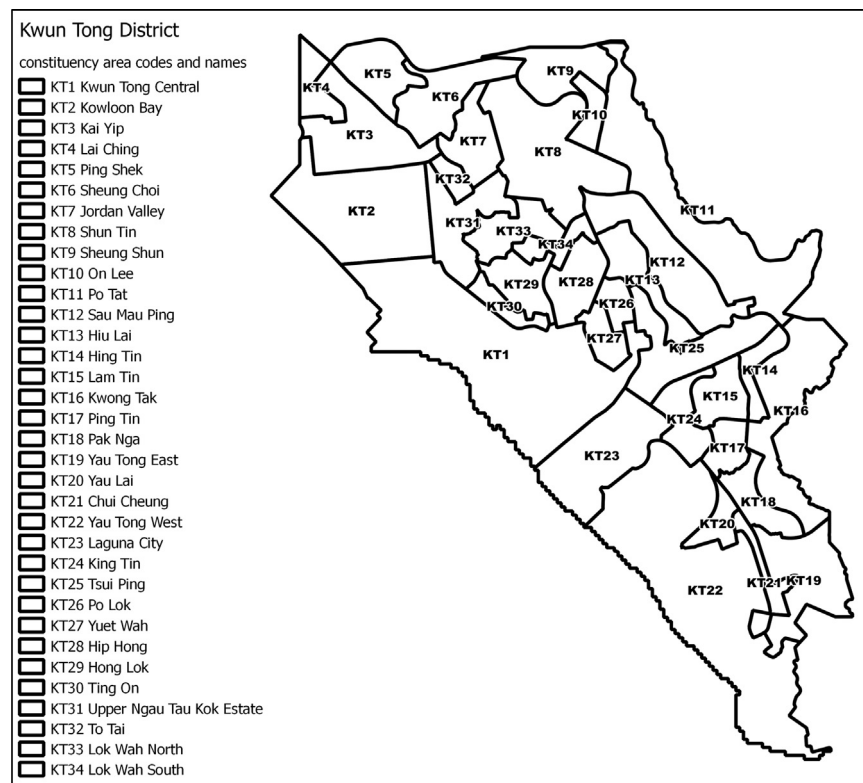 Kwun Tong District
constituency area codes and names
KT1 Kwun Tong Central
KT2 Kowloon Bay
KT3 Kai Yip
KT4 Lai Ching
KT5 Ping Shek
KT6 Sheung Choi
KT7 Jordan Valley
KT8 Shun Tin
KT9 Sheung Shun
KT10 On Lee
KT11 Po Tat
KT12 Sau Mau Ping
KT13 Hiu Lai
KT14 Hing Tin
KT15 Lam Tin
KT16 Kwong Tak
KT17 Ping Tin
KT18 Pak Nga
KT19 Yau Tong East
KT20 Yau Lai
KT21 Chui Cheung
KT22 Yau Tong West
KT23 Laguna City
KT24 King Tin
KT25 Tsui Ping
KT26 Po Lok
KT27 Yuet Wah
KT28 Hip Hong
KT29 Hong Lok
KT30 Ting On
KT31 Upper Ngau Tau Kok Estate
KT32 To Tai
KT33 Lok Wah North
KT34 Lok Wah South
KT5
KT9
KT4
KT6
KT10
KT3
KT7
KT8
KT32
KT2
KT11
KT31
KT33
KT34
KT12
KT29
KT28
KT13
KT30
KT26
KT27
KT1
KT25
KT14
KT15
KT16
KT24
KT17
KT23
KT18
KT20
KT22
KT21
KT19